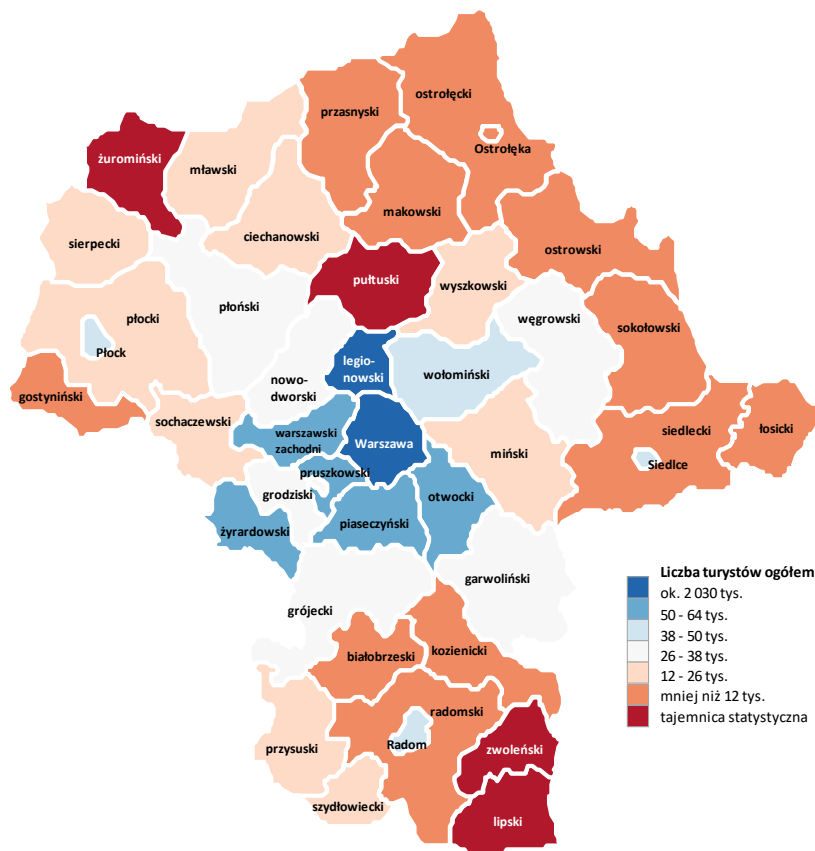 ostrołęcki
przasnyski
Ostrołęka
żuromiński
mławski
makowski
sierpecki
ciechanowski
ostrowski
pułtuski
wyszkowski
płoński
płocki
węgrowski
sokołowski
Płock
legio-
nowski
wołomiński
gostyniński
nowo-
dworski
sochaczewski
warszawski
zachodni
Warszawa
miński
siedlecki
łosicki
Siedlce
pruszkowski
grodziski
otwocki
piaseczyński
żyrardowski
garwoliński
grójecki
białobrzeski
kozienicki
radomski
Radom
przysuski
zwoleński
szydłowiecki
lipski
Liczba turystów ogółem
ok. 2 030 tys.
50 - 64 tys.
38 - 50 tys.
26 - 38 tys.
12 - 26 tys.
mniej niż 12 tys.
tajemnica statystyczna